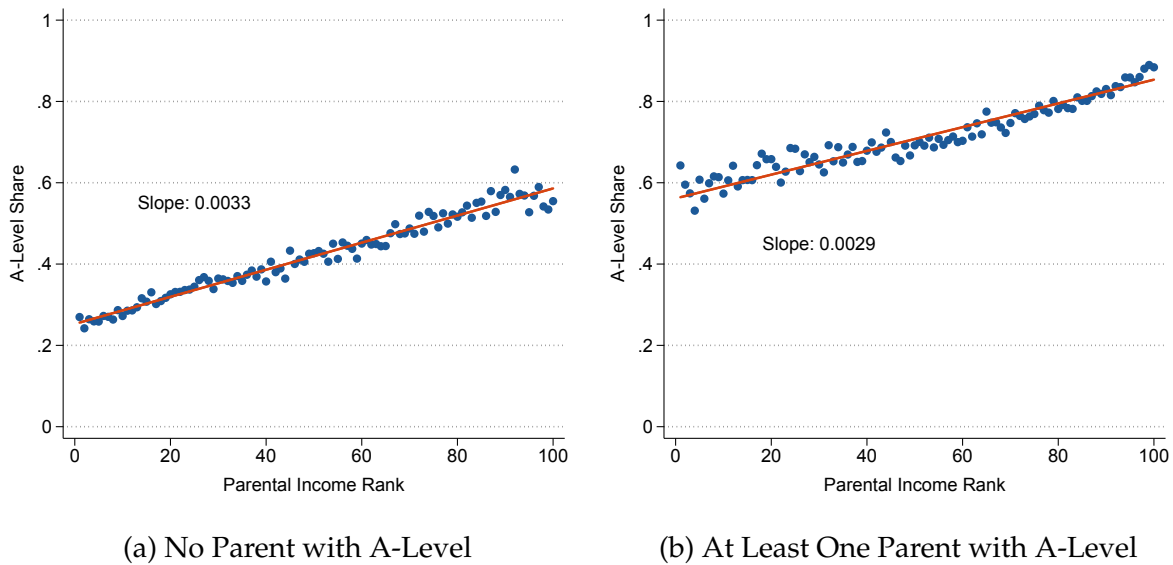 1
.8
.6
.4
.2
0
A-Level Share
Slope: 0.0033
0 20 40 60 80 100
Parental Income Rank
(a) No Parent with A-Level
1
.8
.6
.4
.2
0
A-Level Share
Slope: 0.0029
0 20 40 60 80 100
Parental Income Rank
(b) At Least One Parent with A-Level